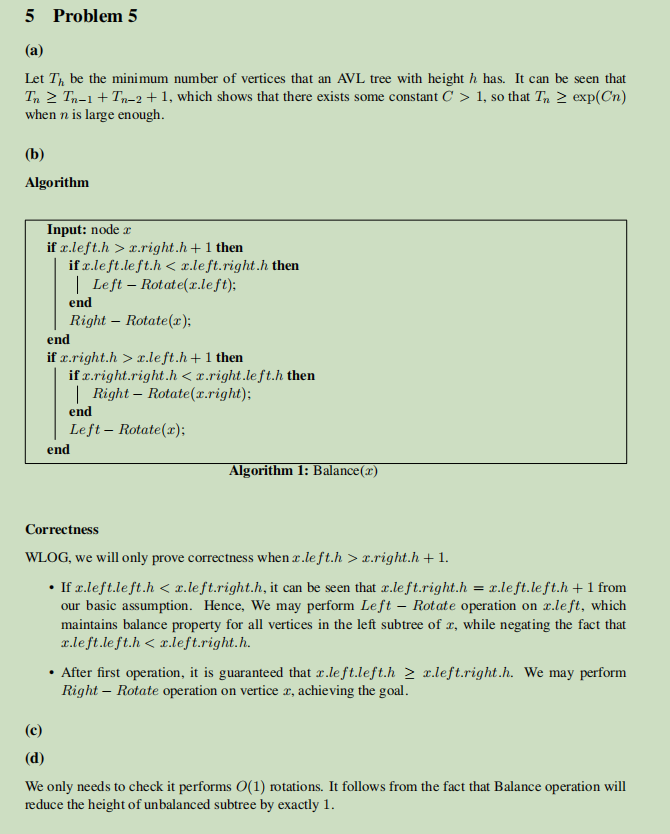 5 Problem 5
(a)
Let T_h be the minimum number of vertices that an AVL tree with height h has. It can be seen that
T_n ≥ T_{n−1} + T_{n−2} + 1, which shows that there exists some constant C > 1, so that T_n ≥ exp(Cn)
when n is large enough.
(b)
Algorithm
Input: node x
if x.left.h > x.right.h + 1 then
if x.left.left.h < x.left.right.h then
Left − Rotate(x.left);
end
Right − Rotate(x);
end
if x.right.h > x.left.h + 1 then
if x.right.right.h < x.right.left.h then
Right − Rotate(x.right);
end
Left − Rotate(x);
end
Algorithm 1: Balance(x)
Correctness
WLOG, we will only prove correctness when x.left.h > x.right.h + 1.
• If x.left.left.h < x.left.right.h, it can be seen that x.left.right.h = x.left.left.h + 1 from
our basic assumption. Hence, We may perform Left − Rotate operation on x.left, which
maintains balance property for all vertices in the left subtree of x, while negating the fact that
x.left.left.h < x.left.right.h.
• After first operation, it is guaranteed that x.left.left.h ≥ x.left.right.h. We may perform
Right − Rotate operation on vertice x, achieving the goal.
(c)
(d)
We only needs to check it performs O(1) rotations. It follows from the fact that Balance operation will
reduce the height of unbalanced subtree by exactly 1.